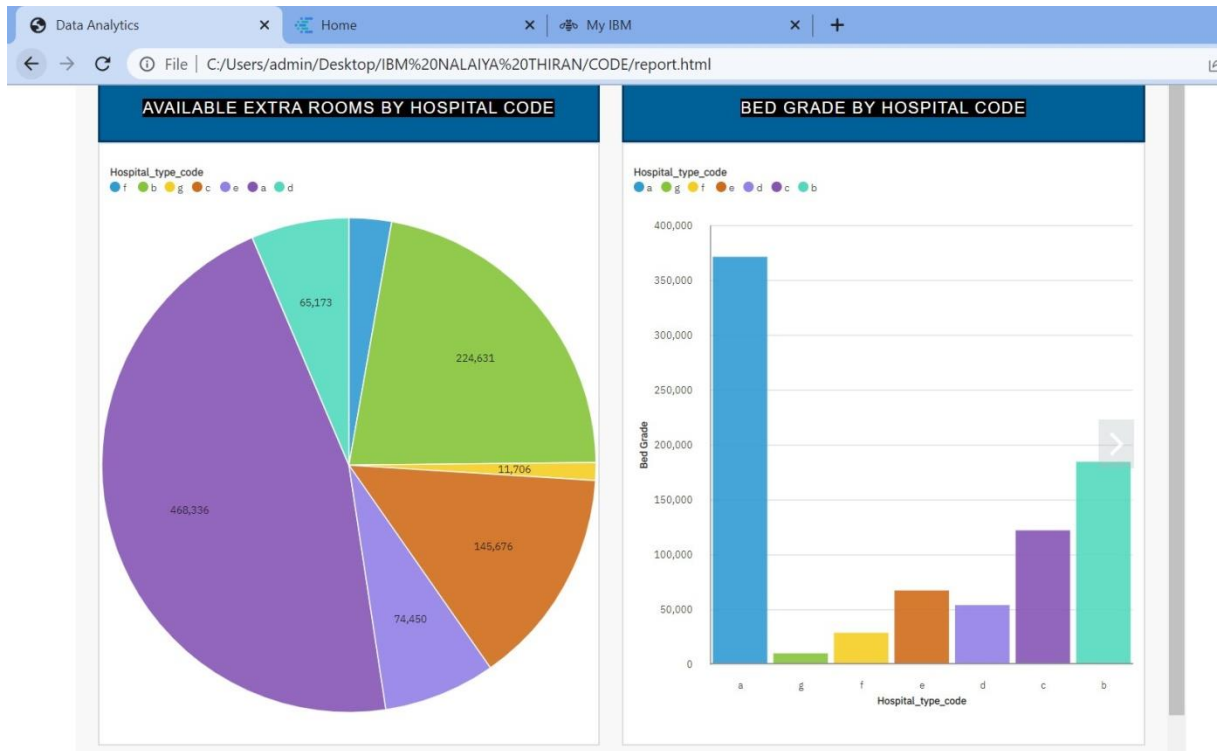 Data Analytics
Home
My IBM
File | C:/Users/admin/Desktop/IBM%20NALAIYA%20THIRAN/CODE/report.html
AVAILABLE EXTRA ROOMS BY HOSPITAL CODE
Hospital_type_code
f b g c e a d
65,173
224,631
11,706
468,336
145,676
74,450
BED GRADE BY HOSPITAL CODE
Hospital_type_code
a g f e d c b
400,000
350,000
300,000
250,000
200,000
150,000
100,000
50,000
0
Bed Grade
a g f e d c b
Hospital_type_code